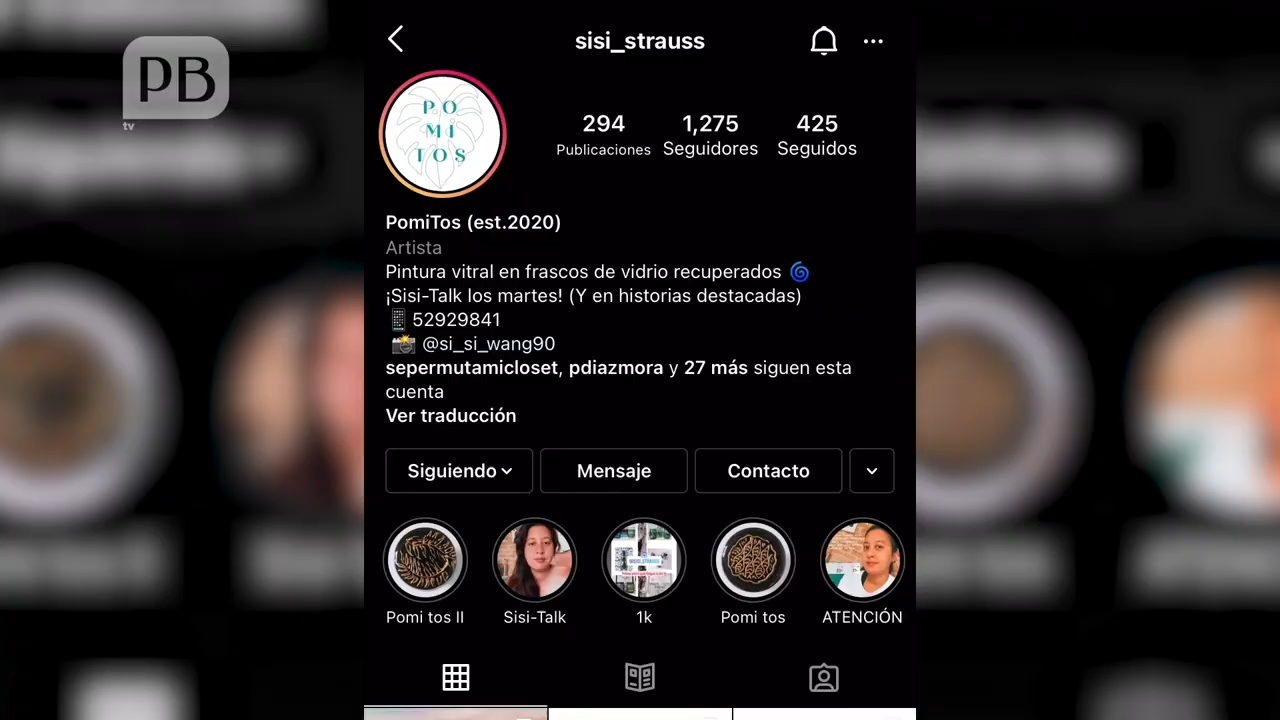 PB
tv
sisi_strauss
PO
Mi
TOS
294
Publicaciones
1,275
Seguidores
425
Seguidos
PomiTos (est.2020)
Artista
Pintura vitral en frascos de vidrio recuperados 🌀
¡Sisi-Talk los martes! (Y en historias destacadas)
📱52929841
📸 @si_si_wang90
sepermutamicloset, pdiazmora y 27 más siguen esta
cuenta
Ver traducción
Siguiendo
Mensaje
Contacto
Pomi tos II
Sisi-Talk
1k
Pomi tos
ATENCIÓN